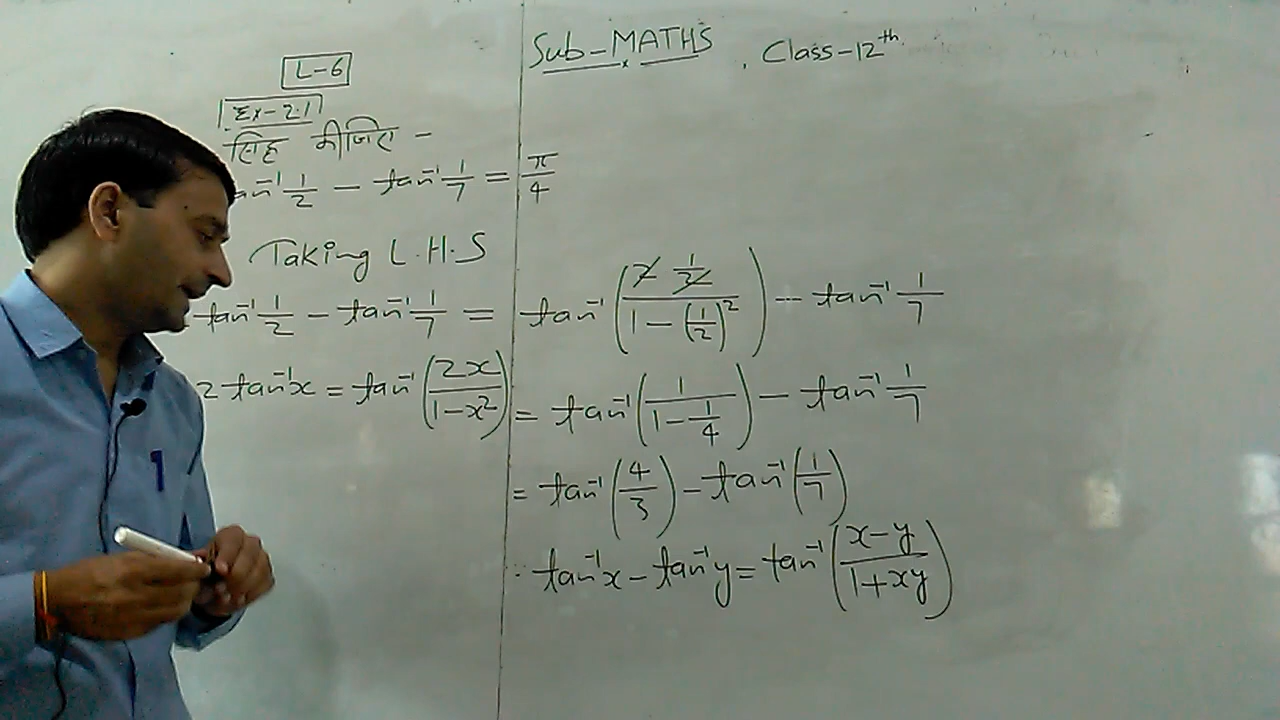 Sub-MATHS, Class-12th
L-6
Ex-2.1
सिद्ध कीजिए -
tan⁻¹ 1/2 - tan⁻¹ 1/7 = π/4
Taking L.H.S
tan⁻¹ 1/2 - tan⁻¹ 1/7 = tan⁻¹ (2 1/2 / 1-(1/2)²) - tan⁻¹ 1/7
2 tan⁻¹x = tan⁻¹ (2x / 1-x²)
= tan⁻¹ (1 / 1-1/4) - tan⁻¹ 1/7
= tan⁻¹ (4/3) - tan⁻¹ (1/7)
∵ tan⁻¹x - tan⁻¹y = tan⁻¹ (x-y / 1+xy)